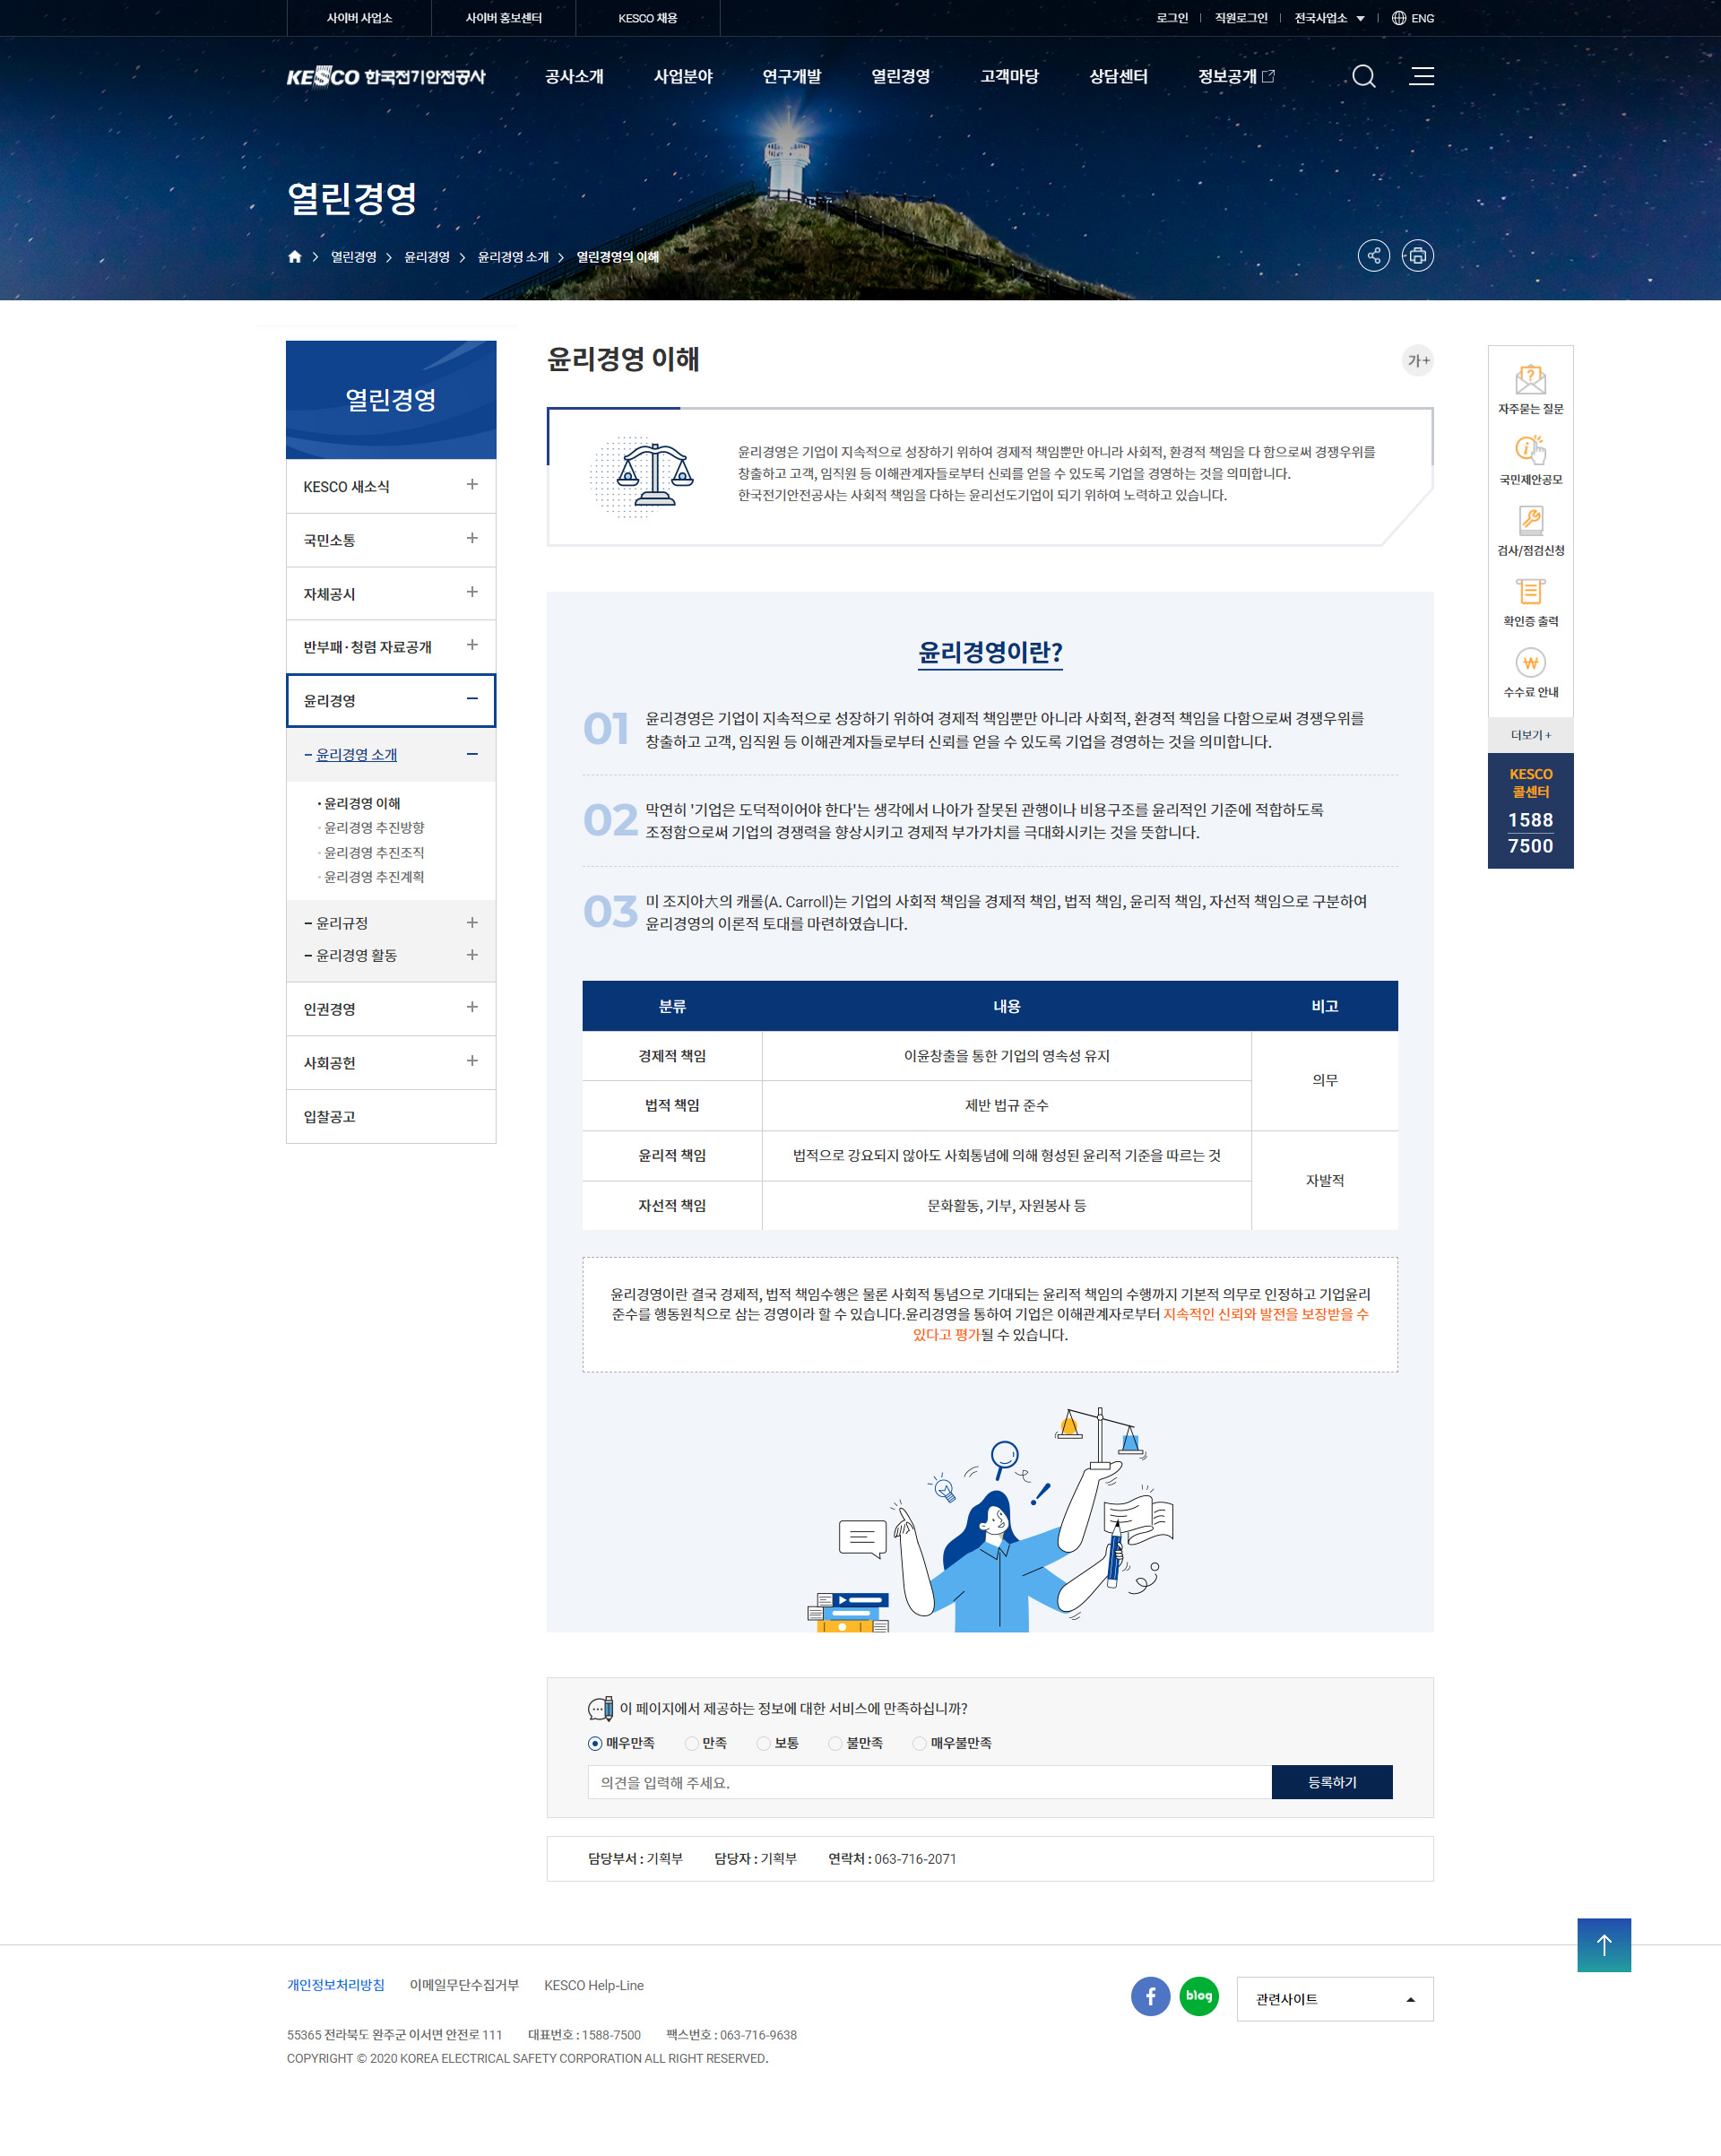 사이버 사업소
사이버 홍보센터
KESCO 채용
로그인
직원로그인
전국사업소
ENG
KESCO 한국전기안전공사
공사소개
사업분야
연구개발
열린경영
고객마당
상담센터
정보공개
열린경영
열린경영
윤리경영
윤리경영 소개
열린경영의 이해
열린경영
KESCO 새소식
국민소통
자체공시
반부패·청렴 자료공개
윤리경영
- 윤리경영 소개
· 윤리경영 이해
· 윤리경영 추진방향
· 윤리경영 추진조직
· 윤리경영 추진계획
- 윤리규정
- 윤리경영 활동
인권경영
사회공헌
입찰공고
윤리경영 이해
가+
윤리경영은 기업이 지속적으로 성장하기 위하여 경제적 책임뿐만 아니라 사회적, 환경적 책임을 다 함으로써 경쟁우위를
창출하고 고객, 임직원 등 이해관계자들로부터 신뢰를 얻을 수 있도록 기업을 경영하는 것을 의미합니다.
한국전기안전공사는 사회적 책임을 다하는 윤리선도기업이 되기 위하여 노력하고 있습니다.
윤리경영이란?
01 윤리경영은 기업이 지속적으로 성장하기 위하여 경제적 책임뿐만 아니라 사회적, 환경적 책임을 다함으로써 경쟁우위를
창출하고 고객, 임직원 등 이해관계자들로부터 신뢰를 얻을 수 있도록 기업을 경영하는 것을 의미합니다.
02 막연히 '기업은 도덕적이어야 한다'는 생각에서 나아가 잘못된 관행이나 비용구조를 윤리적인 기준에 적합하도록
조정함으로써 기업의 경쟁력을 향상시키고 경제적 부가가치를 극대화시키는 것을 뜻합니다.
03 미 조지아大의 캐롤(A. Carroll)는 기업의 사회적 책임을 경제적 책임, 법적 책임, 윤리적 책임, 자선적 책임으로 구분하여
윤리경영의 이론적 토대를 마련하였습니다.
분류 내용 비고
경제적 책임 이윤창출을 통한 기업의 영속성 유지
의무
법적 책임 제반 법규 준수
윤리적 책임 법적으로 강요되지 않아도 사회통념에 의해 형성된 윤리적 기준을 따르는 것
자발적
자선적 책임 문화활동, 기부, 자원봉사 등
윤리경영이란 결국 경제적, 법적 책임수행은 물론 사회적 통념으로 기대되는 윤리적 책임의 수행까지 기본적 의무로 인정하고 기업윤리
준수를 행동원칙으로 삼는 경영이라 할 수 있습니다.윤리경영을 통하여 기업은 이해관계자로부터 지속적인 신뢰와 발전을 보장받을 수
있다고 평가될 수 있습니다.
이 페이지에서 제공하는 정보에 대한 서비스에 만족하십니까?
매우만족 만족 보통 불만족 매우불만족
의견을 입력해 주세요.
등록하기
담당부서 : 기획부 담당자 : 기획부 연락처 : 063-716-2071
자주묻는 질문
국민제안공모
검사/점검신청
확인증 출력
수수료 안내
더보기 +
KESCO
콜센터
1588
7500
개인정보처리방침
이메일무단수집거부
KESCO Help-Line
blog
관련사이트
55365 전라북도 완주군 이서면 안전로 111 대표번호 : 1588-7500 팩스번호 : 063-716-9638
COPYRIGHT © 2020 KOREA ELECTRICAL SAFETY CORPORATION ALL RIGHT RESERVED.